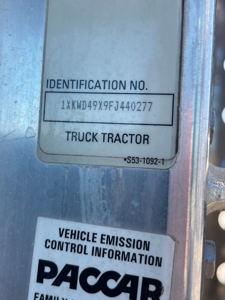 IDENTIFICATION NO.
1XKWD49X9FJ440277
TRUCK TRACTOR
*S53-1092-1
VEHICLE EMISSION
CONTROL INFORMATION
PACCAR